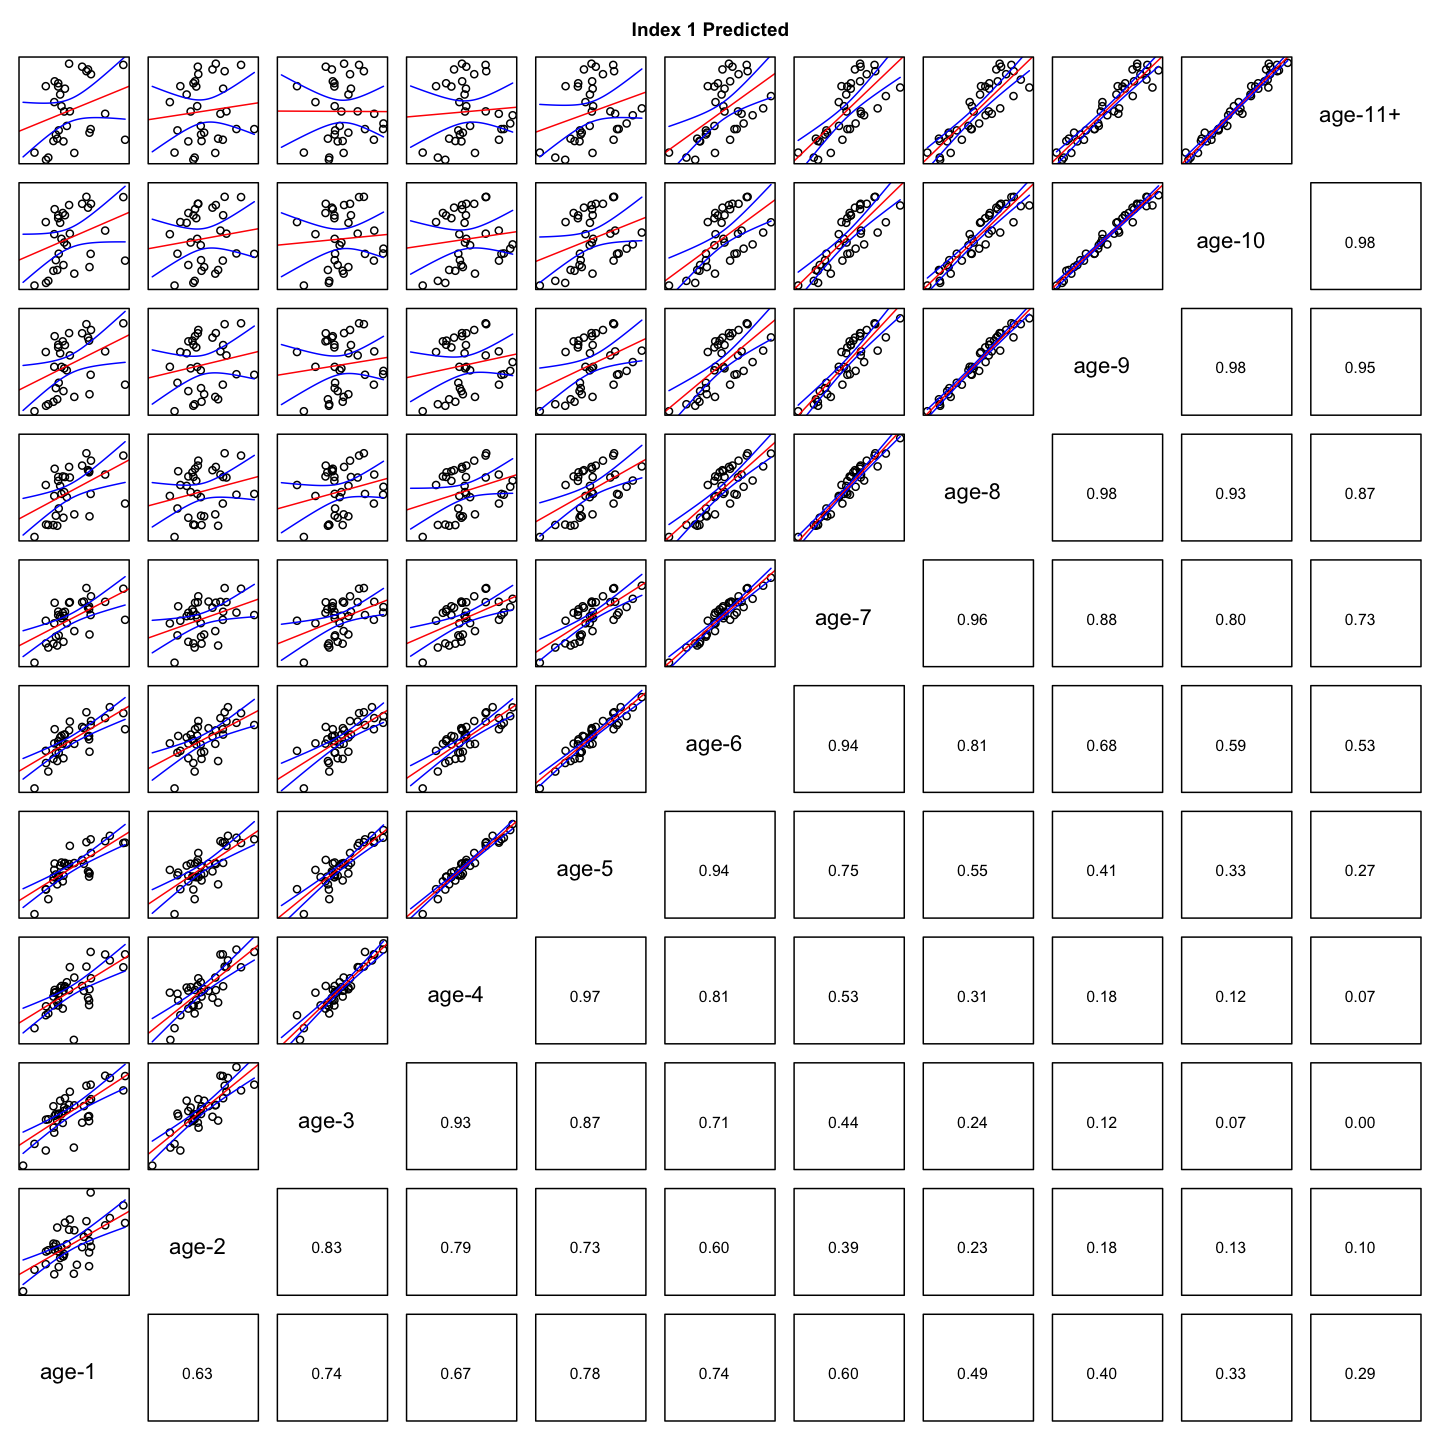 Index 1 Predicted
age-11+
age-10 0.98
age-9 0.98 0.95
age-8 0.98 0.93 0.87
age-7 0.96 0.88 0.80 0.73
age-6 0.94 0.81 0.68 0.59 0.53
age-5 0.94 0.75 0.55 0.41 0.33 0.27
age-4 0.97 0.81 0.53 0.31 0.18 0.12 0.07
age-3 0.93 0.87 0.71 0.44 0.24 0.12 0.07 0.00
age-2 0.83 0.79 0.73 0.60 0.39 0.23 0.18 0.13 0.10
age-1 0.63 0.74 0.67 0.78 0.74 0.60 0.49 0.40 0.33 0.29